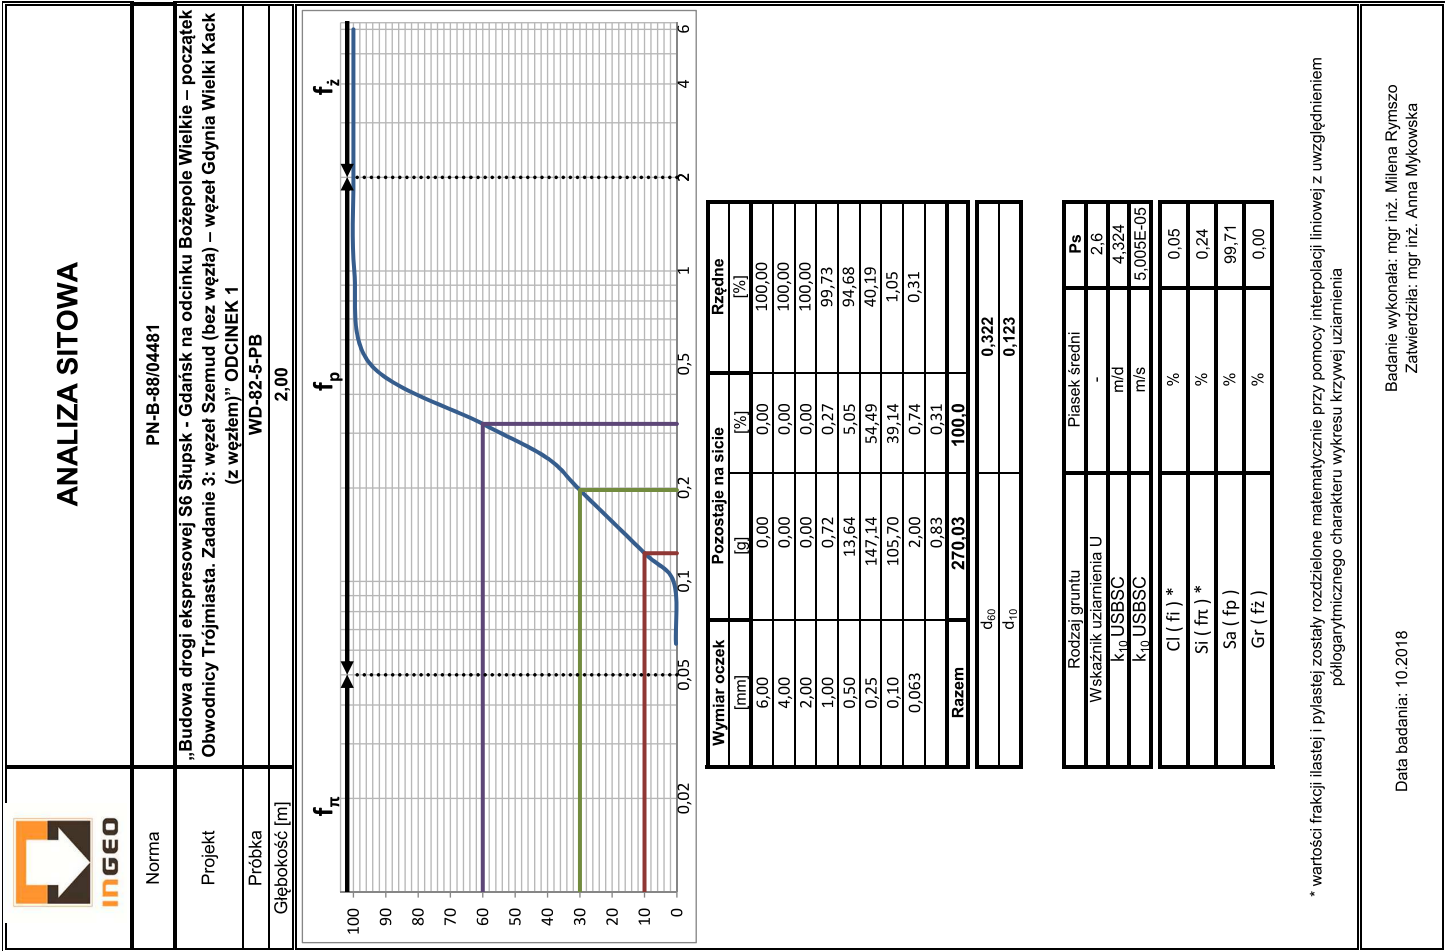 INGEO
ANALIZA SITOWA
Norma
PN-B-88/04481
Projekt
„Budowa drogi ekspresowej S6 Słupsk - Gdańsk na odcinku Bożepole Wielkie – początek
Obwodnicy Trójmiasta. Zadanie 3: węzeł Szemud (bez węzła) – węzeł Gdynia Wielki Kack
(z węzłem)” ODCINEK 1
Próbka
WD-82-5-PB
Głębokość [m]
2,00
fπ
fp
fż
100
90
80
70
60
50
40
30
20
10
0
0,02 0,05 0,1 0,2 0,5 1 2 4 6
Wymiar oczek Pozostaje na sicie Rzędne
[mm] [g] [%] [%]
6,00 0,00 0,00 100,00
4,00 0,00 0,00 100,00
2,00 0,00 0,00 100,00
1,00 0,72 0,27 99,73
0,50 13,64 5,05 94,68
0,25 147,14 54,49 40,19
0,10 105,70 39,14 1,05
0,063 2,00 0,74 0,31
0,83 0,31
Razem 270,03 100,0
d60 0,322
d10 0,123
Rodzaj gruntu Piasek średni Ps
Wskaźnik uziarnienia U - 2,6
k10 USBSC m/d 4,324
k10 USBSC m/s 5,005E-05
Cl ( fi ) * % 0,05
Si ( fπ ) * % 0,24
Sa ( fp ) % 99,71
Gr ( fż ) % 0,00
* wartości frakcji ilastej i pylastej zostały rozdzielone matematycznie przy pomocy interpolacji liniowej z uwzględnieniem
półlogarytmicznego charakteru wykresu krzywej uziarnienia
Data badania: 10.2018
Badanie wykonała: mgr inż. Milena Rymszo
Zatwierdziła: mgr inż. Anna Mykowska